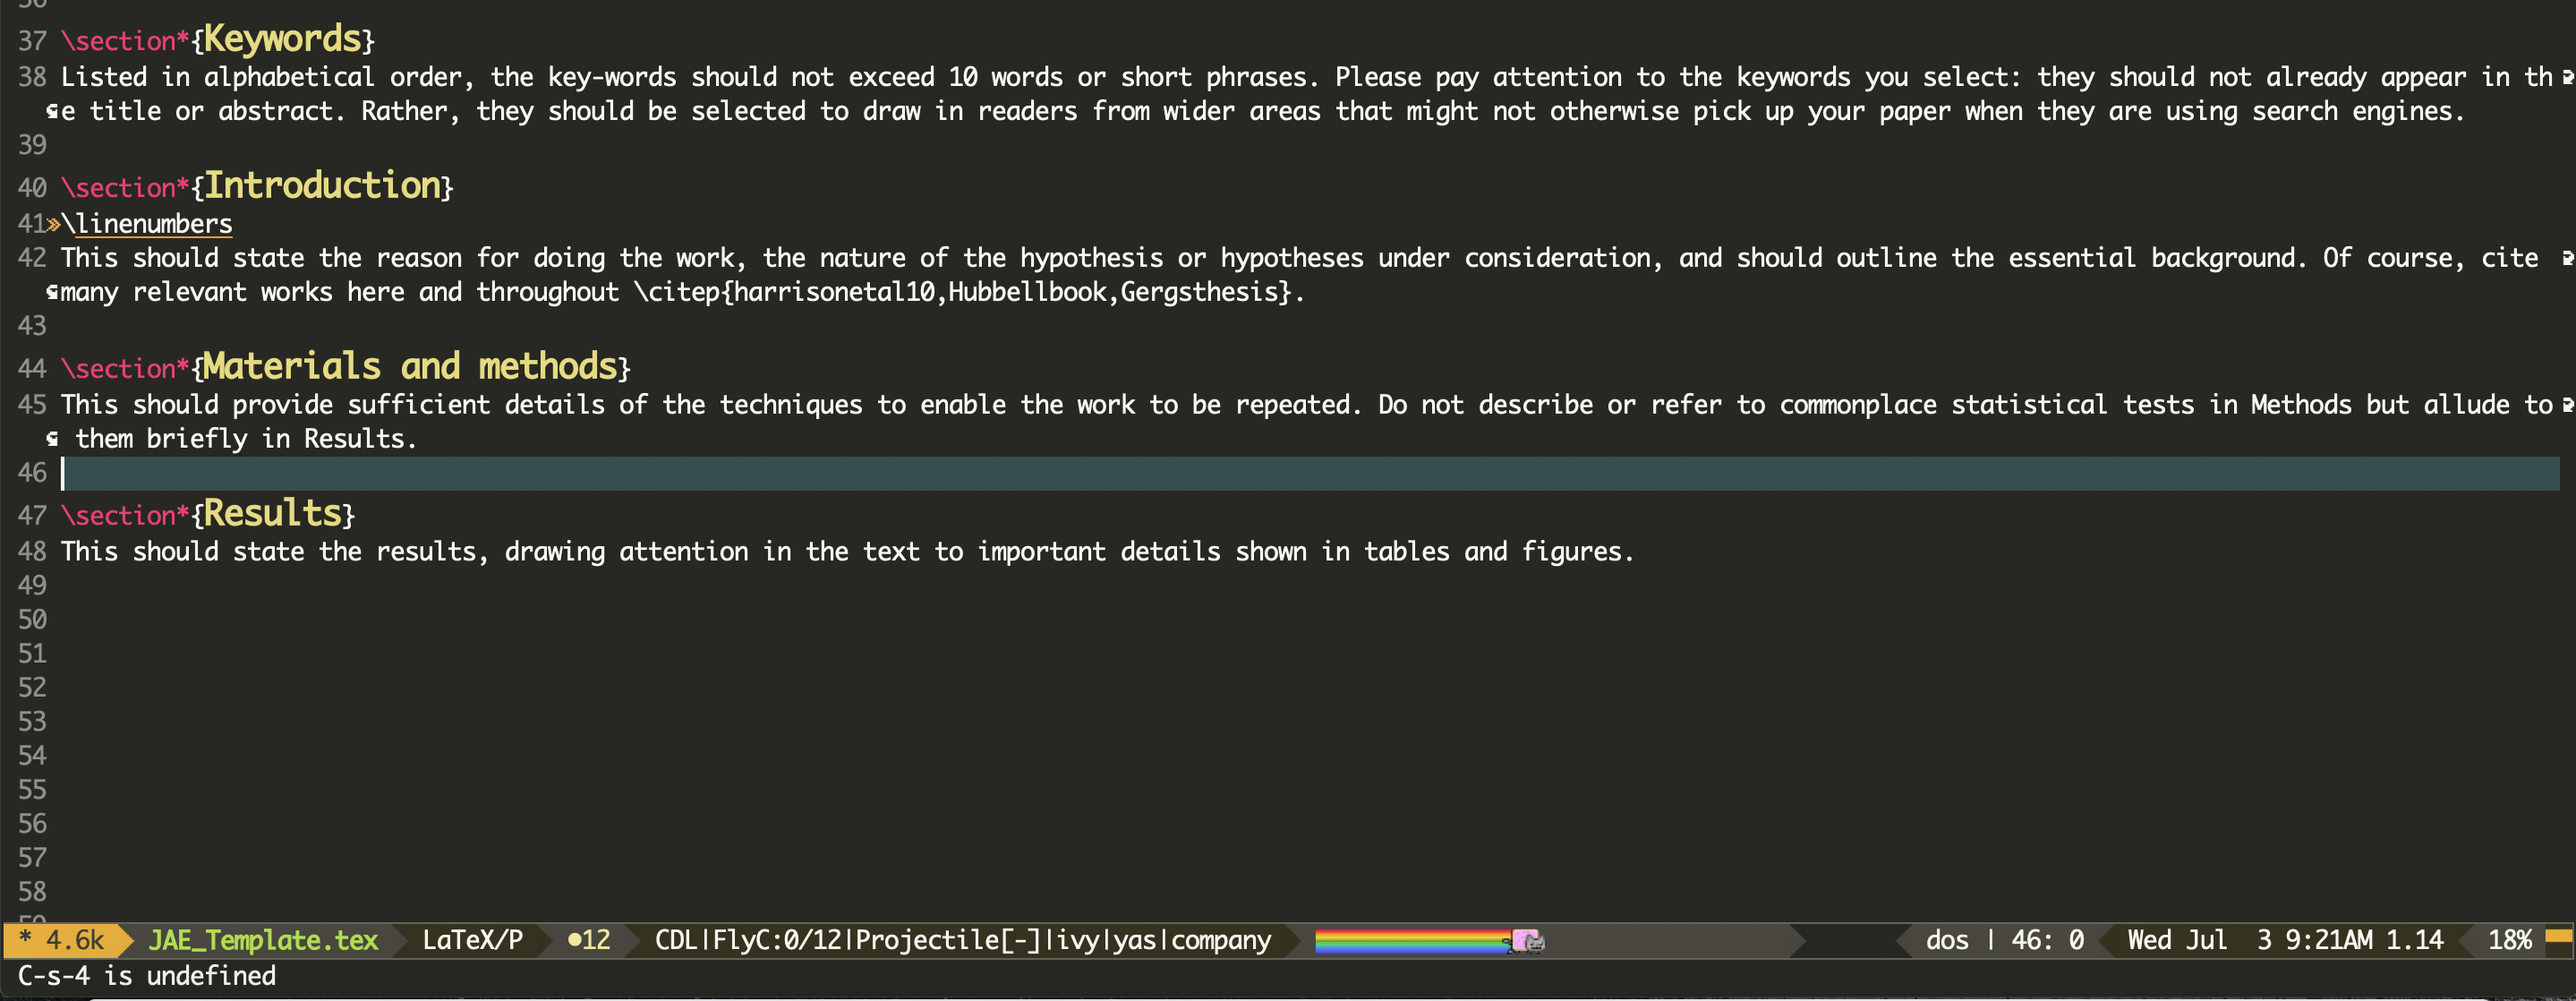 36
37 \section*{Keywords}
38 Listed in alphabetical order, the key-words should not exceed 10 words or short phrases. Please pay attention to the keywords you select: they should not already appear in th
e title or abstract. Rather, they should be selected to draw in readers from wider areas that might not otherwise pick up your paper when they are using search engines.
39
40 \section*{Introduction}
41 \linenumbers
42 This should state the reason for doing the work, the nature of the hypothesis or hypotheses under consideration, and should outline the essential background. Of course, cite
many relevant works here and throughout \citep{harrisonetal10,Hubbellbook,Gergsthesis}.
43
44 \section*{Materials and methods}
45 This should provide sufficient details of the techniques to enable the work to be repeated. Do not describe or refer to commonplace statistical tests in Methods but allude to
them briefly in Results.
46
47 \section*{Results}
48 This should state the results, drawing attention in the text to important details shown in tables and figures.
49
50
51
52
53
54
55
56
57
58
59
* 4.6k JAE_Template.tex LaTeX/P •12 CDL|FlyC:0/12|Projectile[-]|ivy|yas|company dos | 46: 0 Wed Jul 3 9:21AM 1.14 18%
C-s-4 is undefined